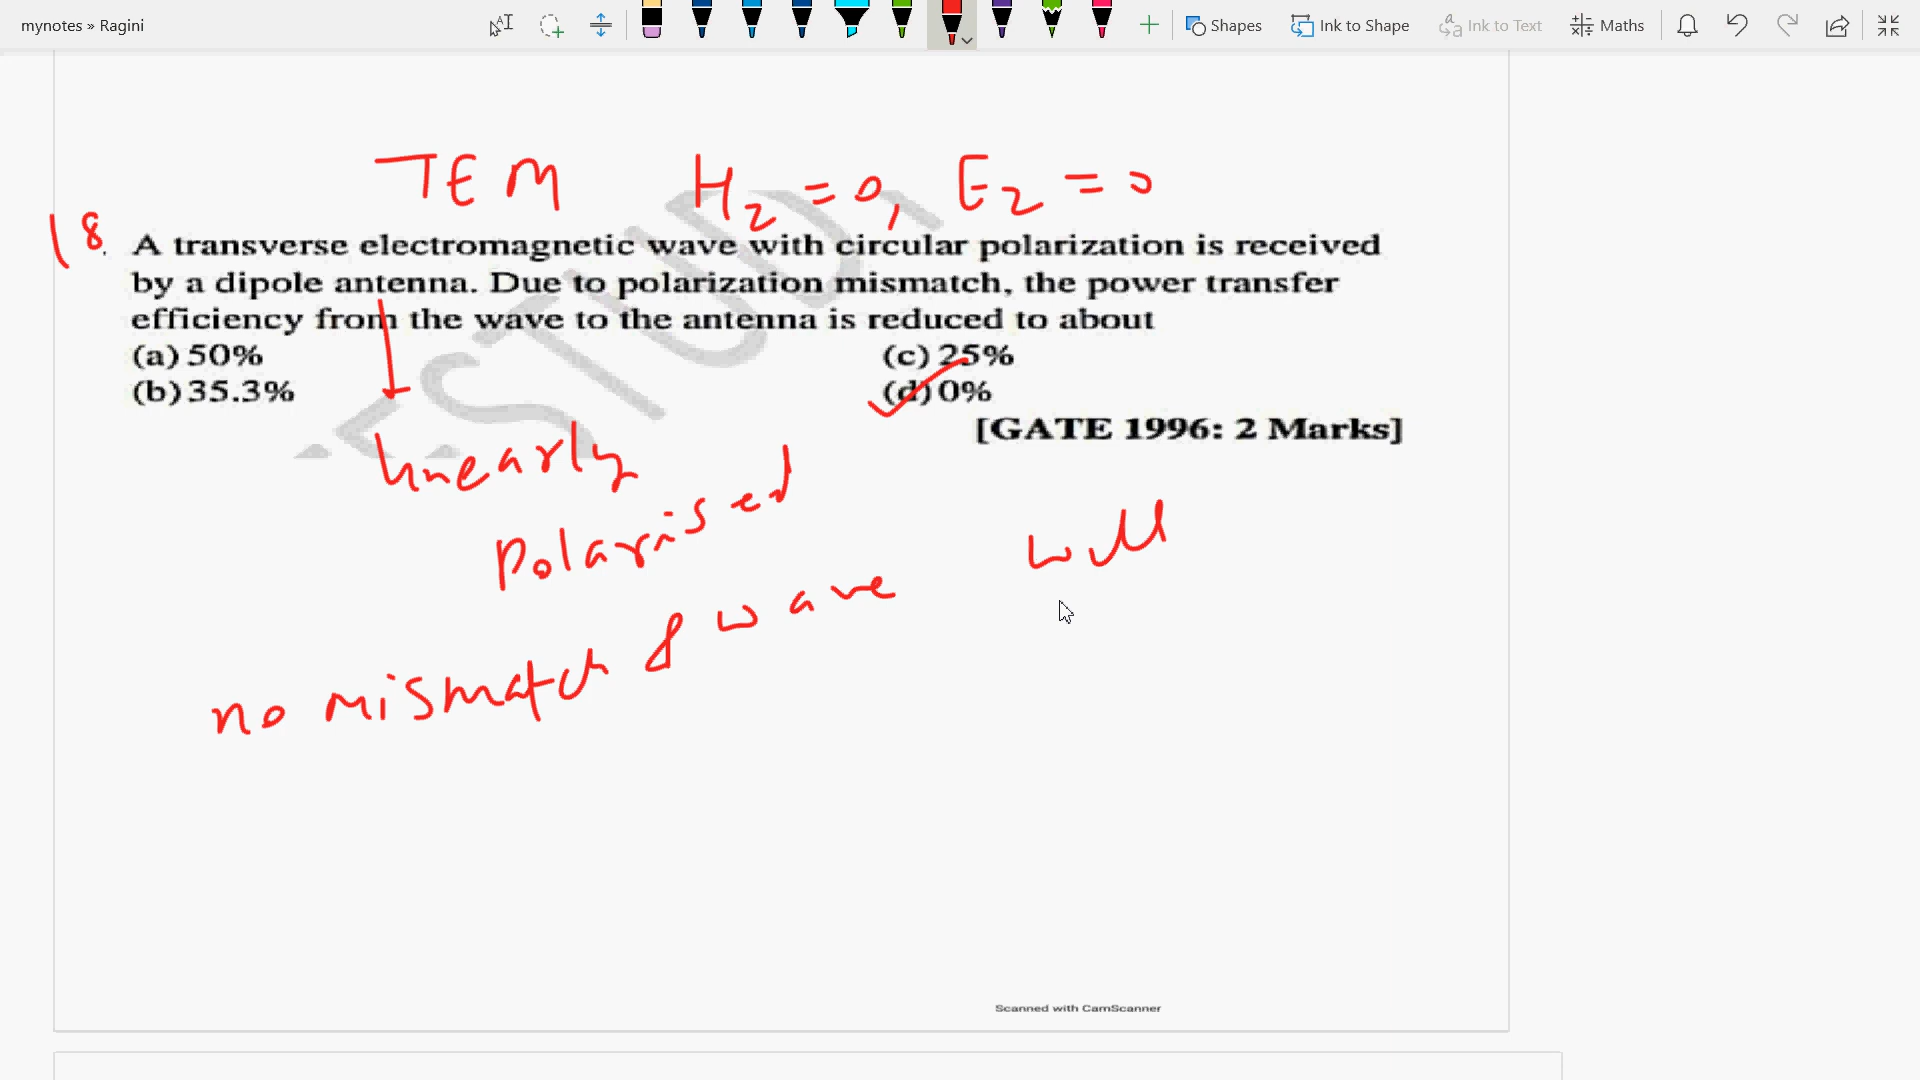 mynotes » Ragini
Shapes
Ink to Shape
Ink to Text
Maths
TEM H2 = 0, E2 = 0
18.
A transverse electromagnetic wave with circular polarization is received
by a dipole antenna. Due to polarization mismatch, the power transfer
efficiency from the wave to the antenna is reduced to about
(a) 50% (c) 25%
(b) 35.3% (d) 0%
[GATE 1996: 2 Marks]
linearly
Polarised
no mismatch & wave will
Scanned with CamScanner